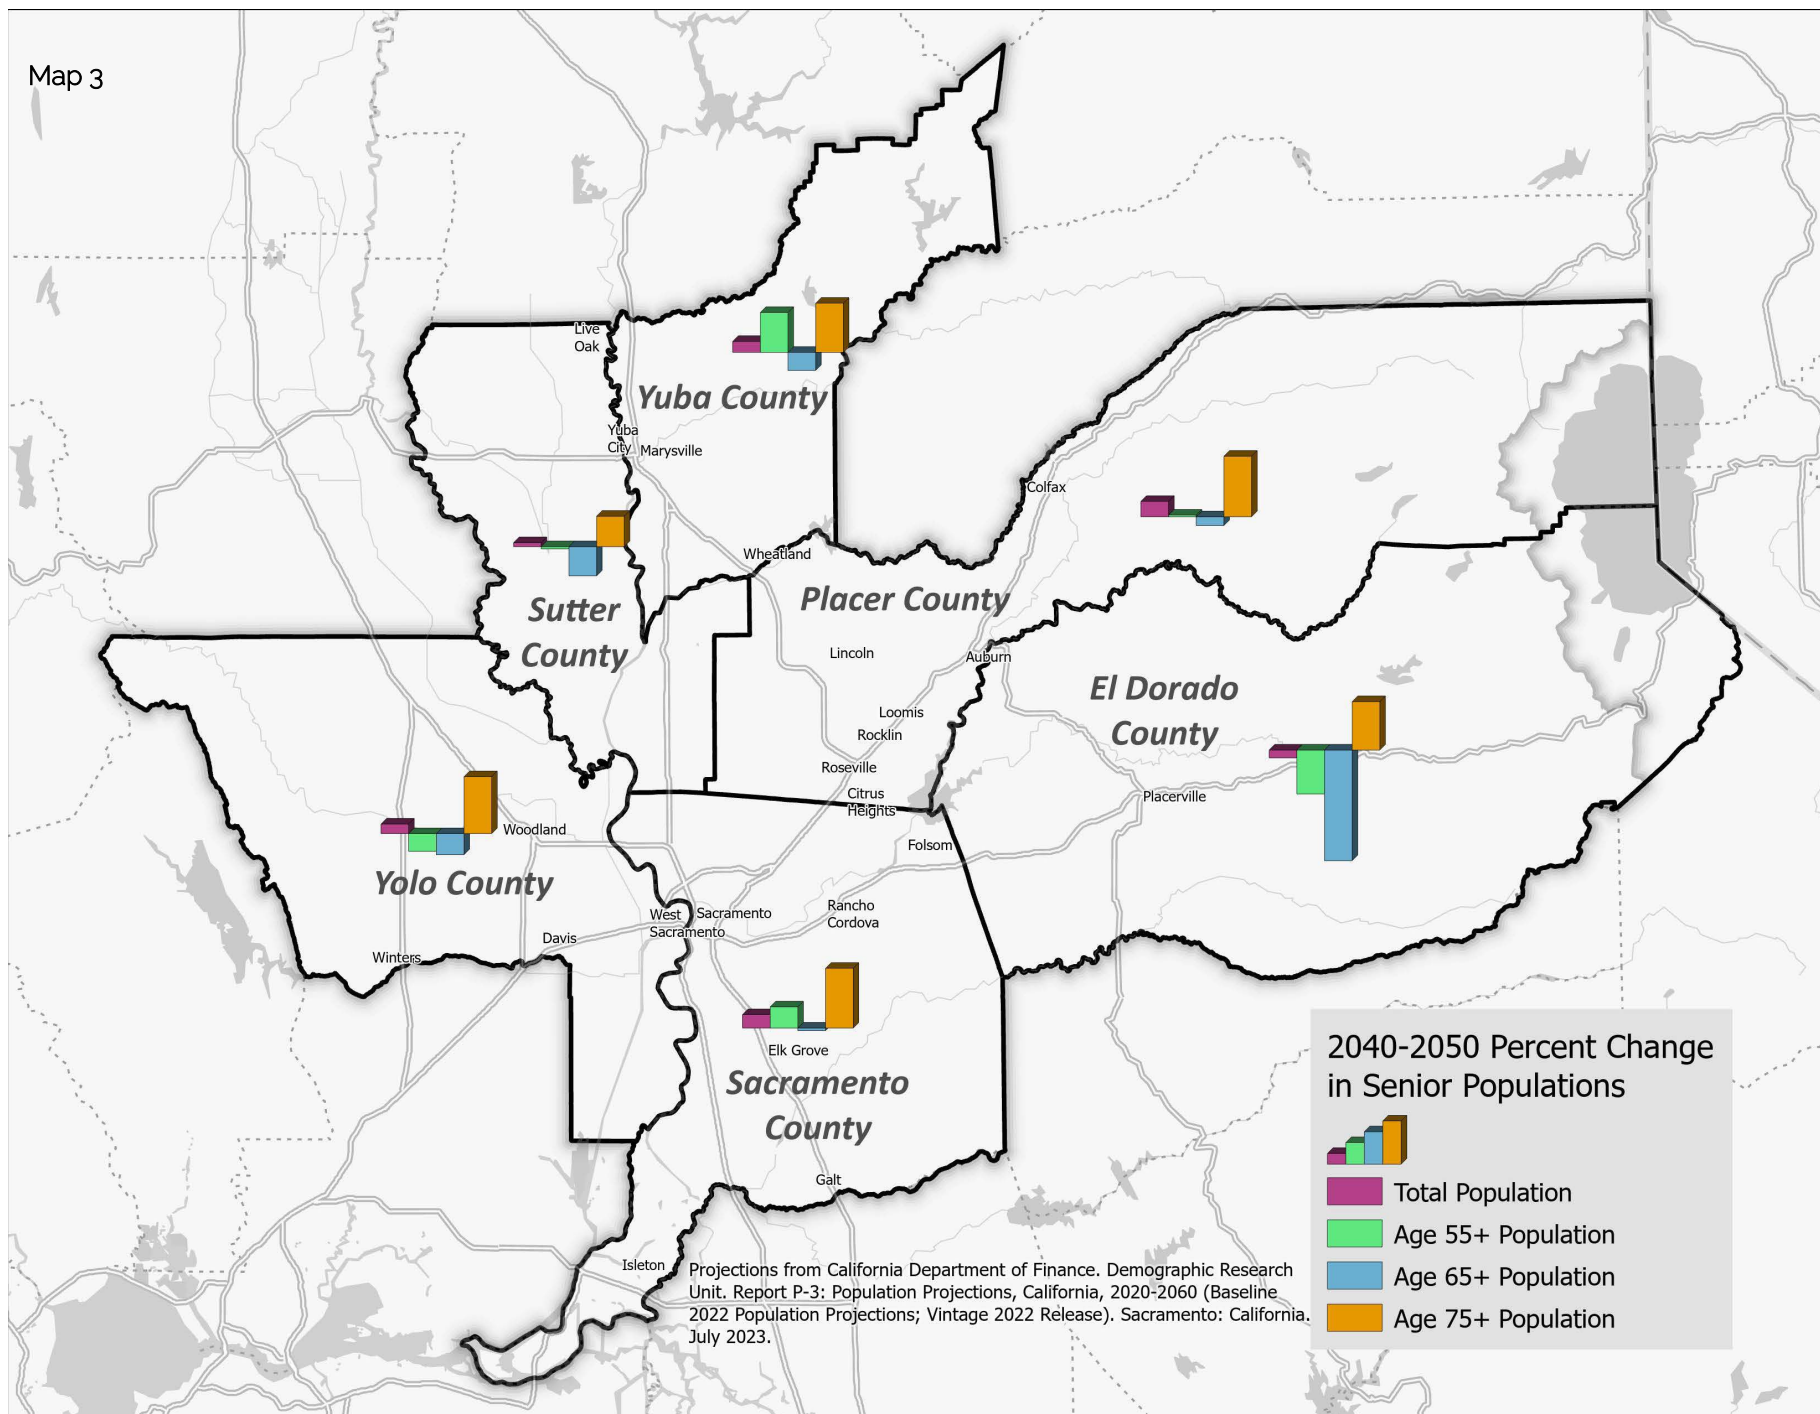 Map 3
Live
Oak
Yuba County
Yuba
City
Marysville
Colfax
Wheatland
Placer County
Sutter
County
Lincoln
Auburn
El Dorado
County
Loomis
Rocklin
Roseville
Citrus
Heights
Placerville
Woodland
Folsom
Yolo County
West
Sacramento
Sacramento
Rancho
Cordova
Davis
Winters
Elk Grove
Sacramento
County
Galt
Isleton
2040-2050 Percent Change
in Senior Populations
Total Population
Age 55+ Population
Age 65+ Population
Age 75+ Population
Projections from California Department of Finance. Demographic Research
Unit. Report P-3: Population Projections, California, 2020-2060 (Baseline
2022 Population Projections; Vintage 2022 Release). Sacramento: California.
July 2023.